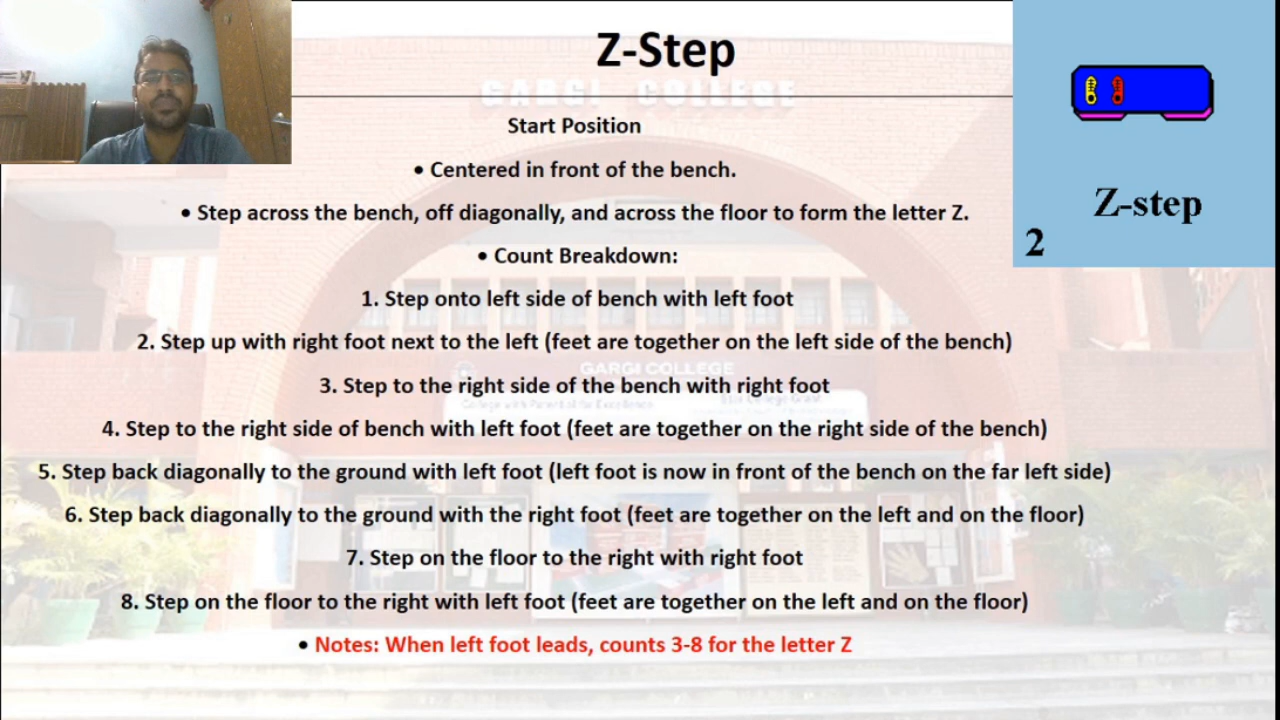 Z-Step
GARGI COLLEGE
Start Position
• Centered in front of the bench.
• Step across the bench, off diagonally, and across the floor to form the letter Z.
• Count Breakdown:
1. Step onto left side of bench with left foot
2. Step up with right foot next to the left (feet are together on the left side of the bench)
3. Step to the right side of the bench with right foot
GARGI COLLEGE
4. Step to the right side of bench with left foot (feet are together on the right side of the bench)
5. Step back diagonally to the ground with left foot (left foot is now in front of the bench on the far left side)
6. Step back diagonally to the ground with the right foot (feet are together on the left and on the floor)
7. Step on the floor to the right with right foot
8. Step on the floor to the right with left foot (feet are together on the left and on the floor)
• Notes: When left foot leads, counts 3-8 for the letter Z
Z-step
2